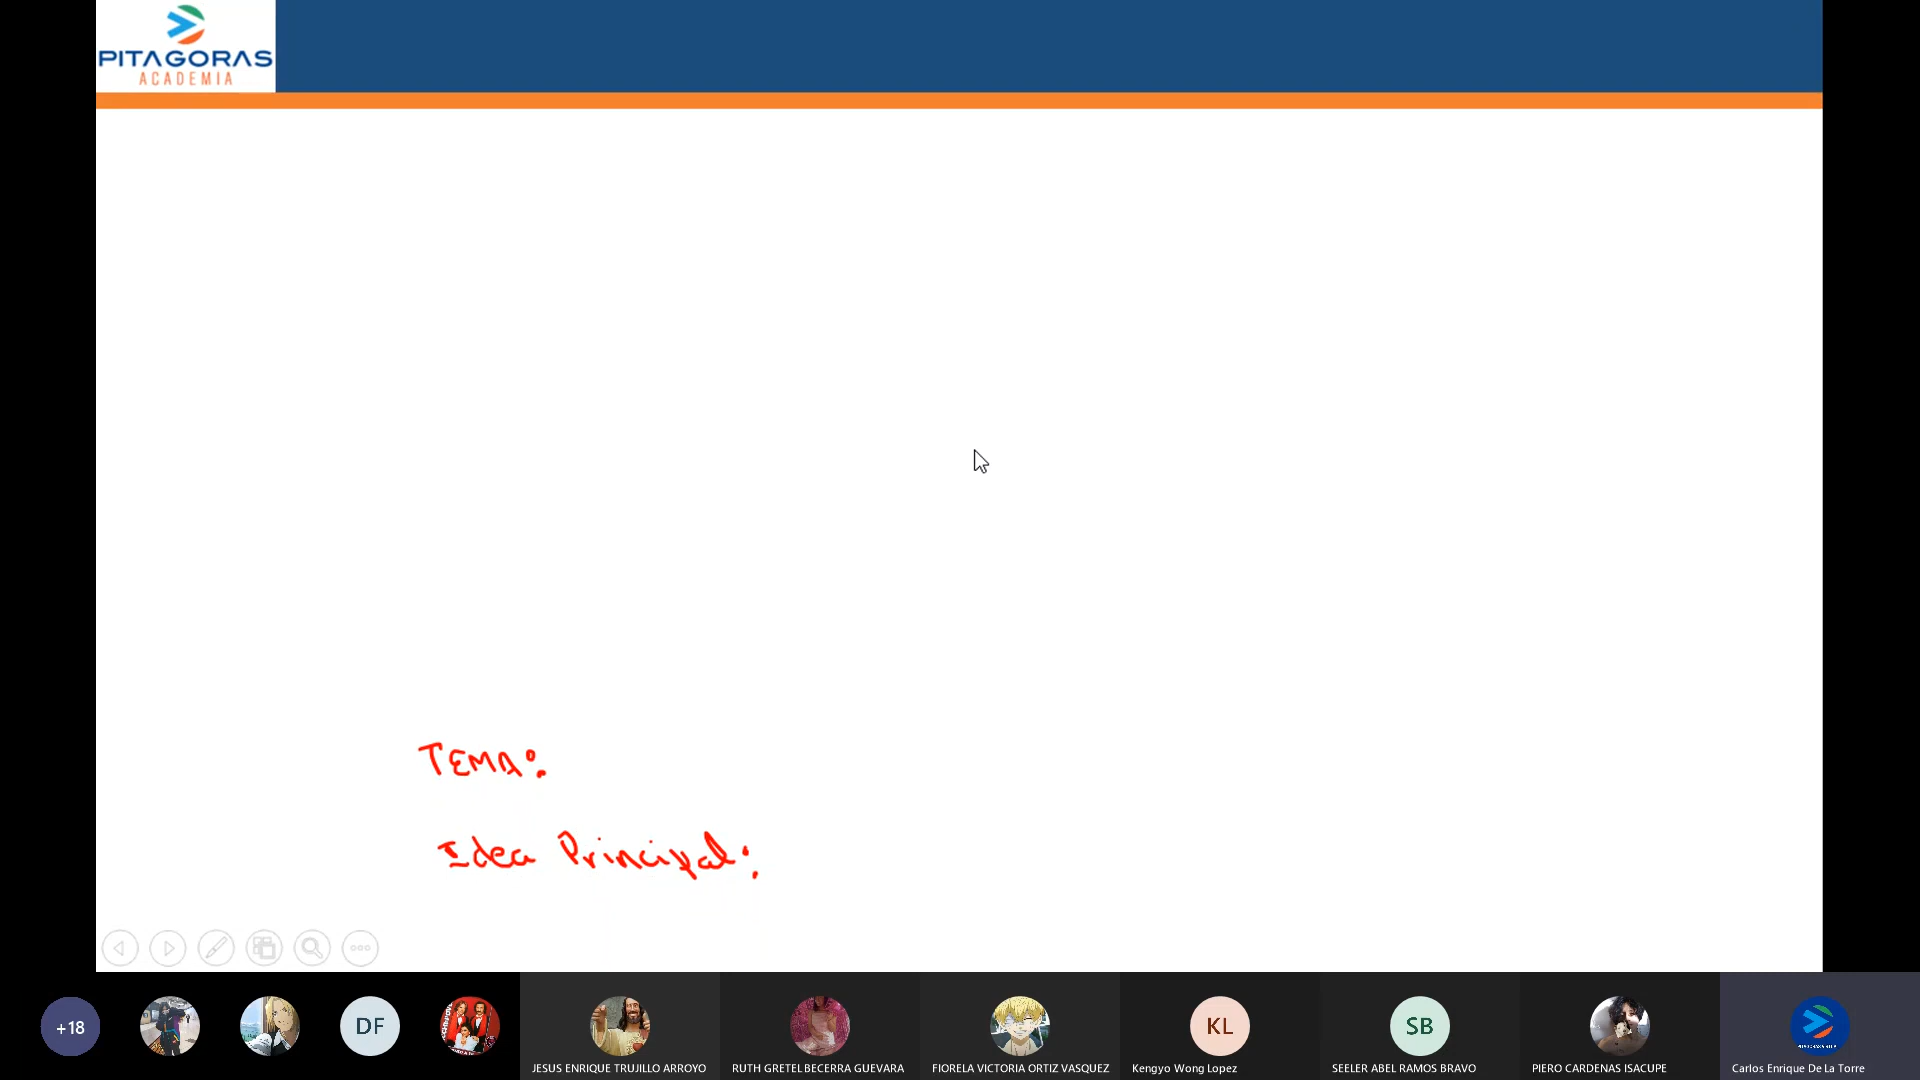 PITAGORAS
ACADEMIA
TEMA:
Idea Principal:
+18
DF
KL
SB
JESUS ENRIQUE TRUJILLO ARROYO
RUTH GRETEL BECERRA GUEVARA
FIORELA VICTORIA ORTIZ VASQUEZ
Kengyo Wong Lopez
SEELER ABEL RAMOS BRAVO
PIERO CARDENAS ISACUPE
Carlos Enrique De La Torre